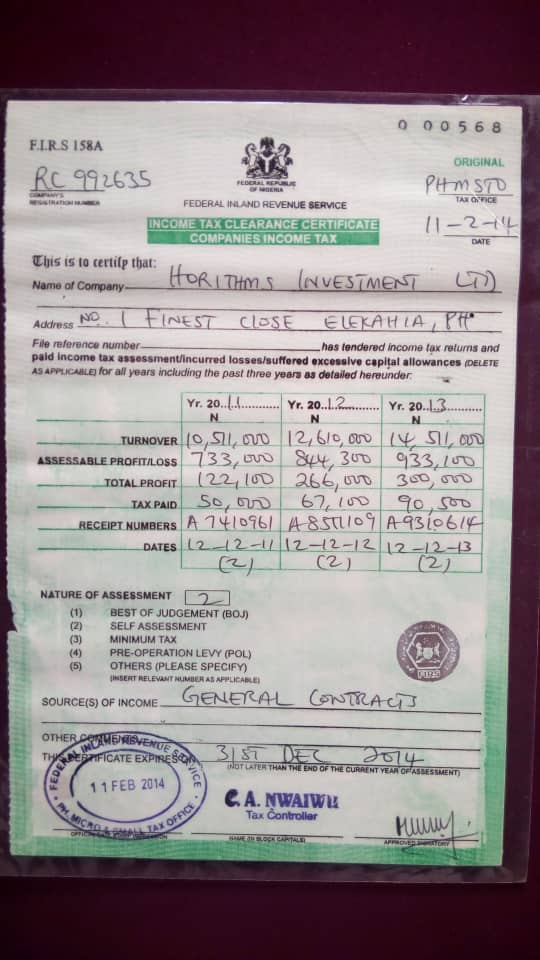 0 000568
F.I.R.S 158A
ORIGINAL
RC 992635
COMPANY'S
REGISTRATION NUMBER
FEDERAL REPUBLIC
OF NIGERIA
PHMSTO
TAX OFFICE
FEDERAL INLAND REVENUE SERVICE
11-2-14
DATE
INCOME TAX CLEARANCE CERTIFICATE
COMPANIES INCOME TAX
This is to certify that:
Name of Company HORITHMS INVESTMENT LTD
Address NO. 1 FINEST CLOSE ELEKAHIA, PH
File reference number has tendered income tax returns and
paid income tax assessment/incurred losses/suffered excessive capital allowances (DELETE
AS APPLICABLE) for all years including the past three years as detailed hereunder:
Yr. 20 11 Yr. 20 12 Yr. 20 13
N N N
TURNOVER 10,511,000 12,610,000 14,511,000
ASSESSABLE PROFIT/LOSS 733,000 844,300 933,100
TOTAL PROFIT 122,100 266,000 300,000
TAX PAID 50,000 67,100 90,500
RECEIPT NUMBERS A7410961 A8511109 A9310614
DATES 12-12-11 12-12-12 12-12-13
(2) (2) (2)
NATURE OF ASSESSMENT 2
(1) BEST OF JUDGEMENT (BOJ)
(2) SELF ASSESSMENT
(3) MINIMUM TAX
(4) PRE-OPERATION LEVY (POL)
(5) OTHERS (PLEASE SPECIFY)
(INSERT RELEVANT NUMBER AS APPLICABLE)
FIRS
SOURCE(S) OF INCOME GENERAL CONTRACTS
OTHER COMMENTS
THIS CERTIFICATE EXPIRES ON 31ST DEC 2014
(NOT LATER THAN THE END OF THE CURRENT YEAR OF ASSESSMENT)
FEDERAL INLAND REVENUE SERVICE
11 FEB 2014
PH. MICRO & SMALL TAX OFFICE
C. A. NWAIWU
Tax Controller
NAME (IN BLOCK CAPITALS)
APPROVED SIGNATORY